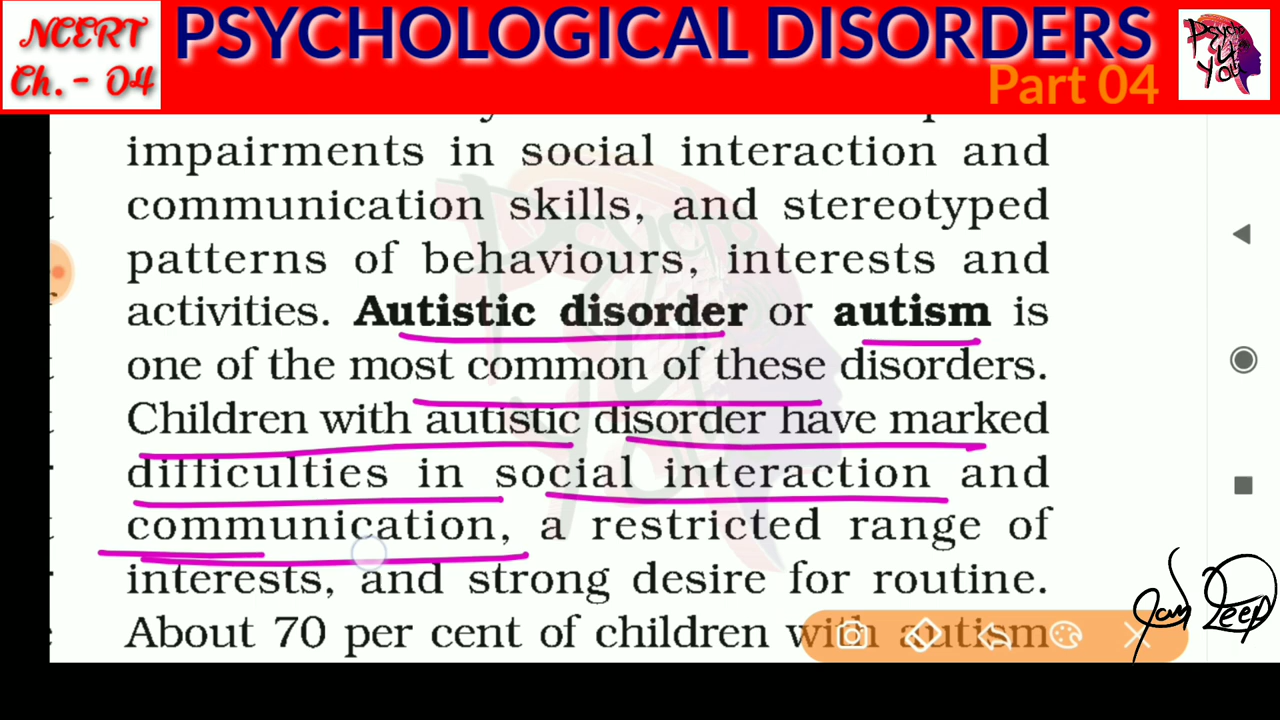 NCERT
Ch. - 04
PSYCHOLOGICAL DISORDERS
Part 04
Psycho
4
You
impairments in social interaction and
communication skills, and stereotyped
patterns of behaviours, interests and
activities. Autistic disorder or autism is
one of the most common of these disorders.
Children with autistic disorder have marked
difficulties in social interaction and
communication, a restricted range of
interests, and strong desire for routine.
About 70 per cent of children with autism